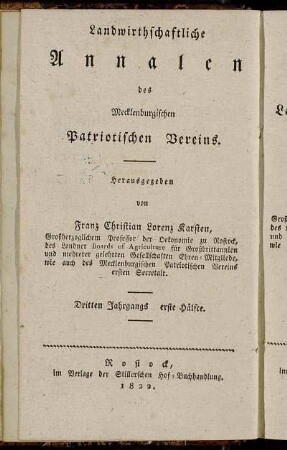 Landwirthschaftliche
Annalen
des
Mecklenburgischen
Patriotischen Vereins.
Herausgegeben
von
Franz Christian Lorenz Karsten,
Großherzoglichem Professor der Oekonomie zu Rostock,
des Londner Boards of Agriculture für Großbrittannien
und mehrerer gelehrten Gesellschaften Ehren-Mitgliede,
wie auch des Mecklenburgischen Patriotischen Vereins
ersten Secretair.
Dritten Jahrgangs erste Hälfte.
Rostock,
im Verlage der Stillerschen Hof-Buchhandlung.
1822.